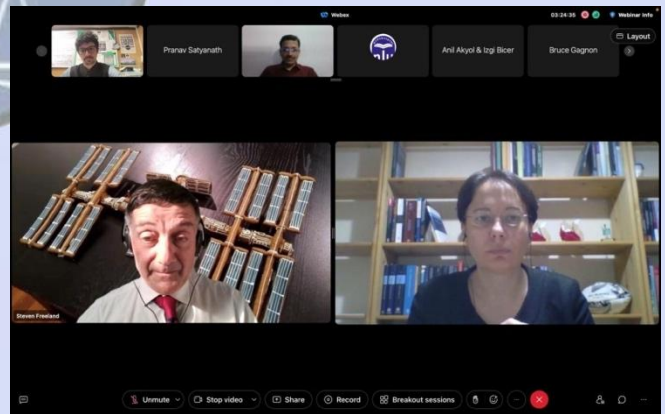 Webex
03:24:35
Webinar Info
Layout
Pranav Satyanath
Anil Akyol & Izgi Bicer
Bruce Gagnon
Steven Freeland
Unmute
Stop video
Share
Record
Breakout sessions